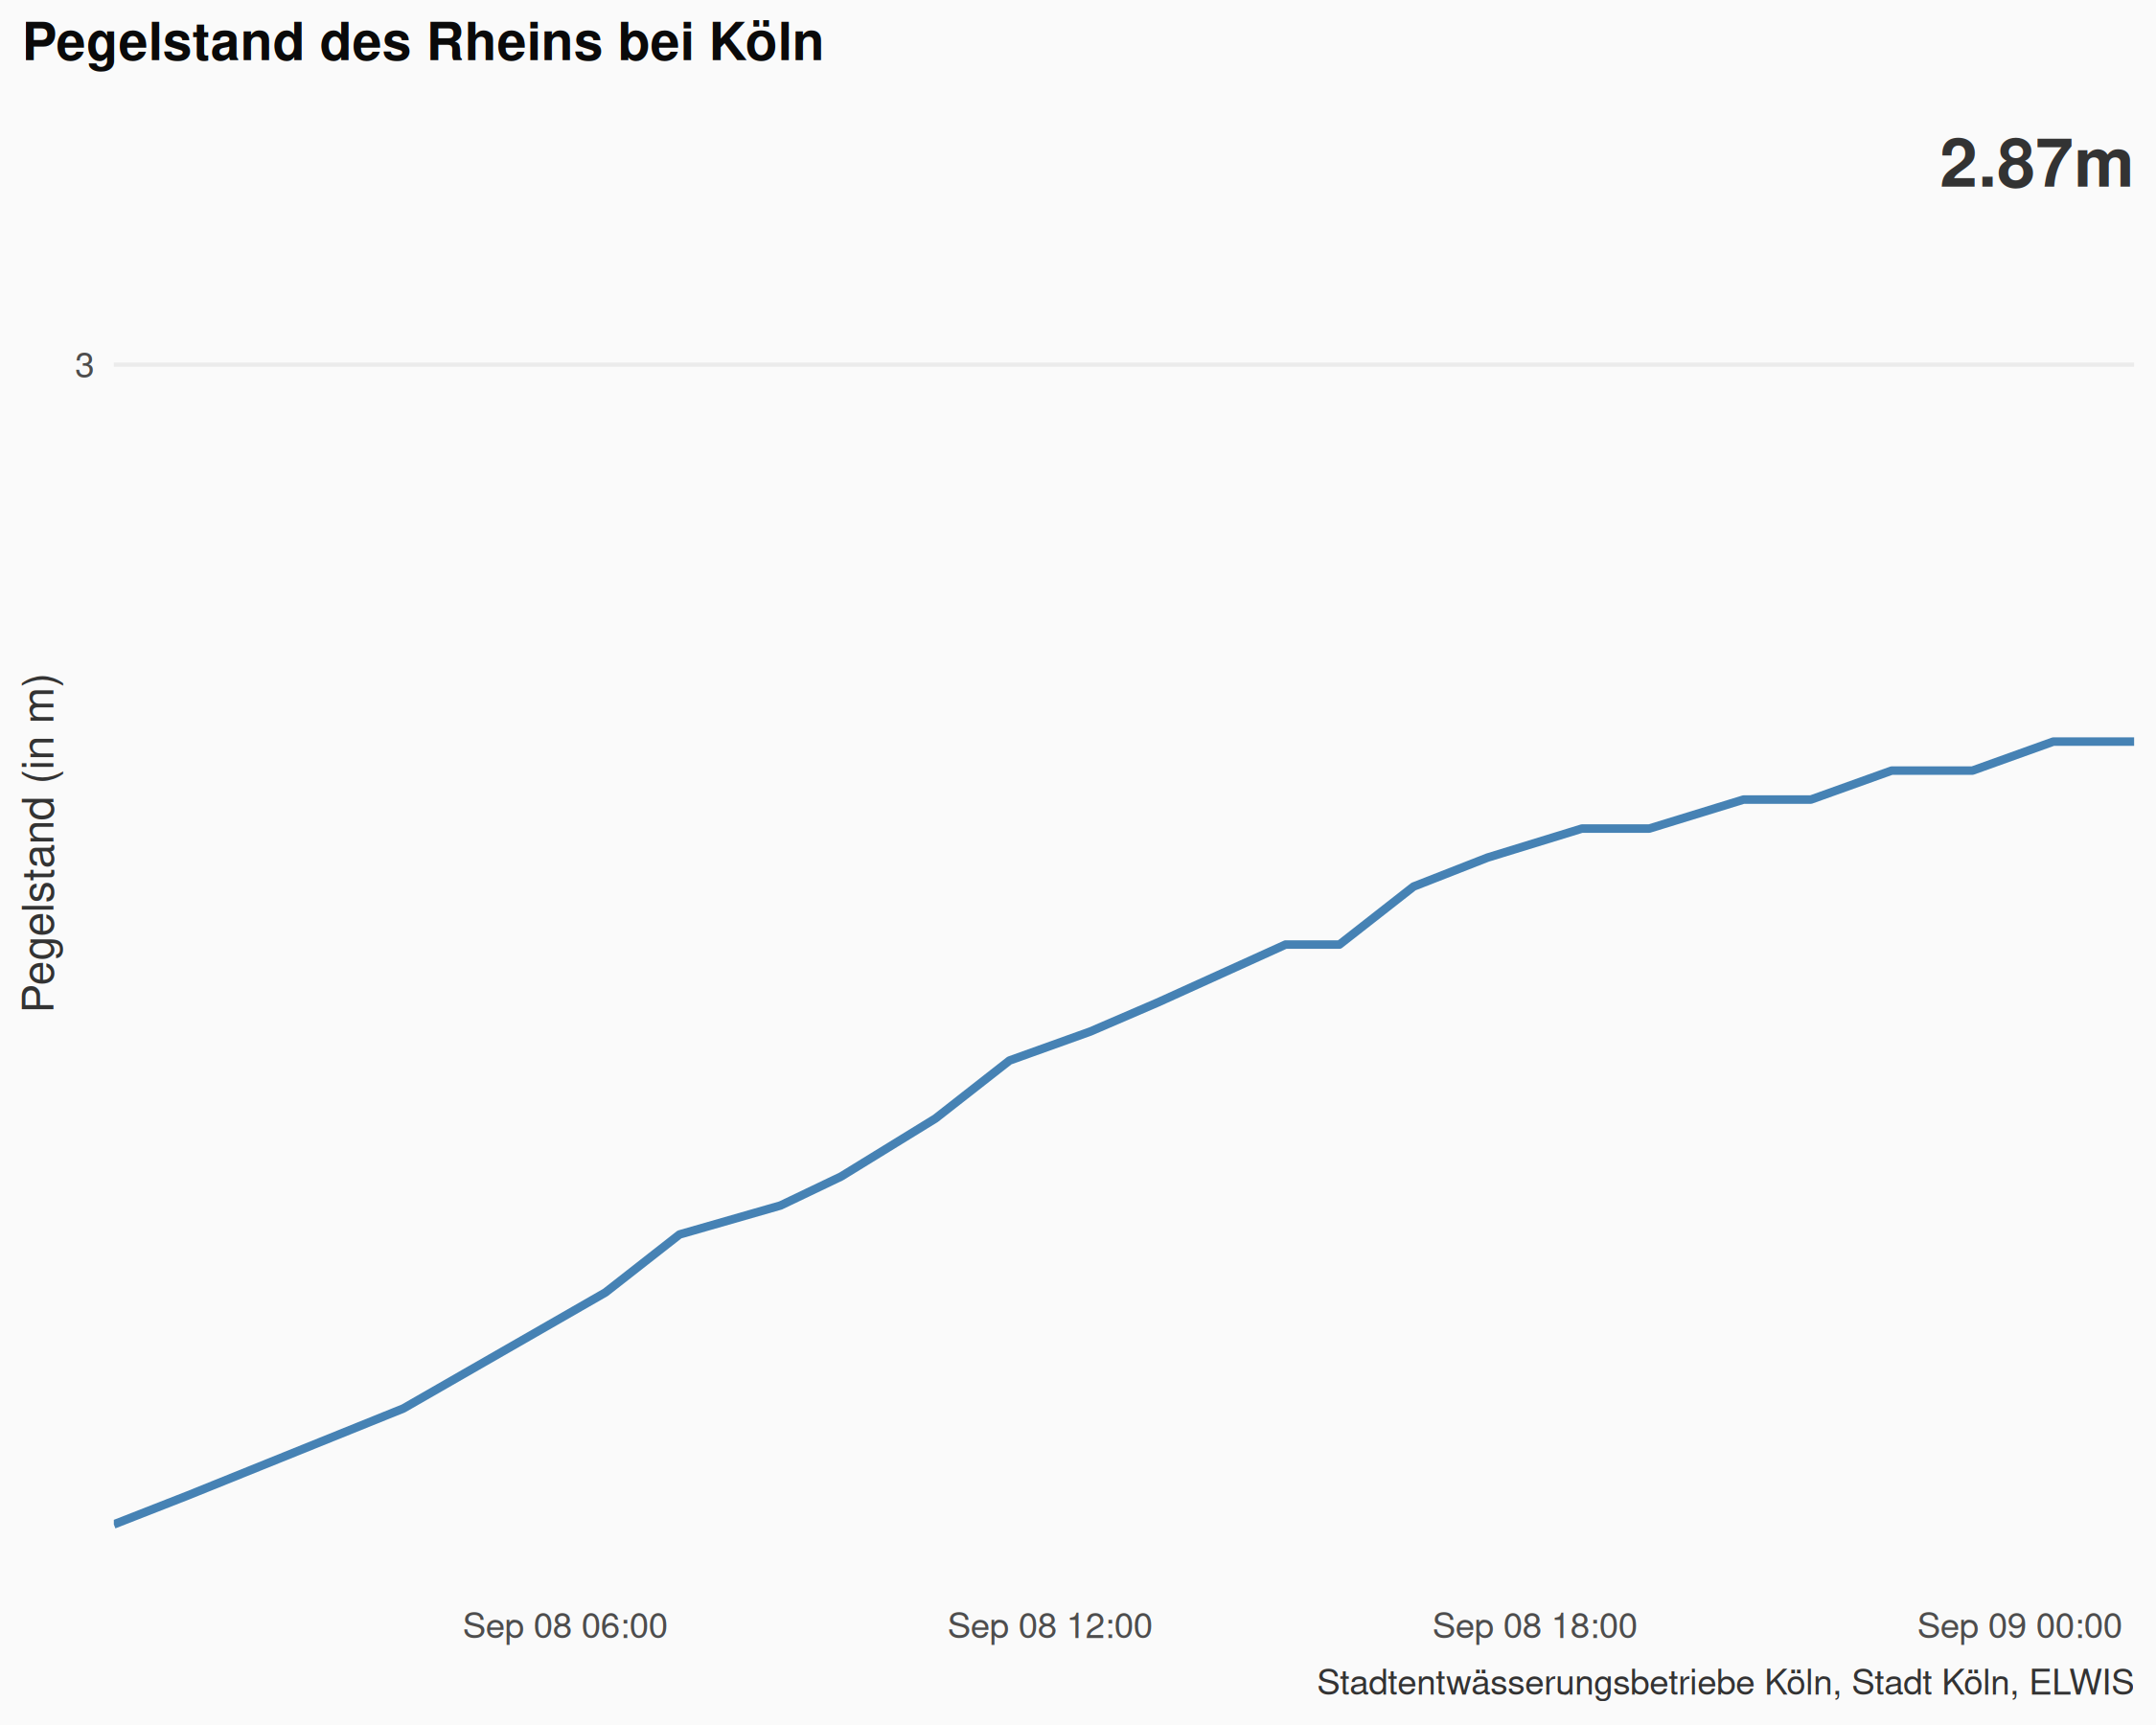 Pegelstand des Rheins bei Köln
2.87m
3
Pegelstand (in m)
Sep 08 06:00
Sep 08 12:00
Sep 08 18:00
Sep 09 00:00
Stadtentwässerungsbetriebe Köln, Stadt Köln, ELWIS